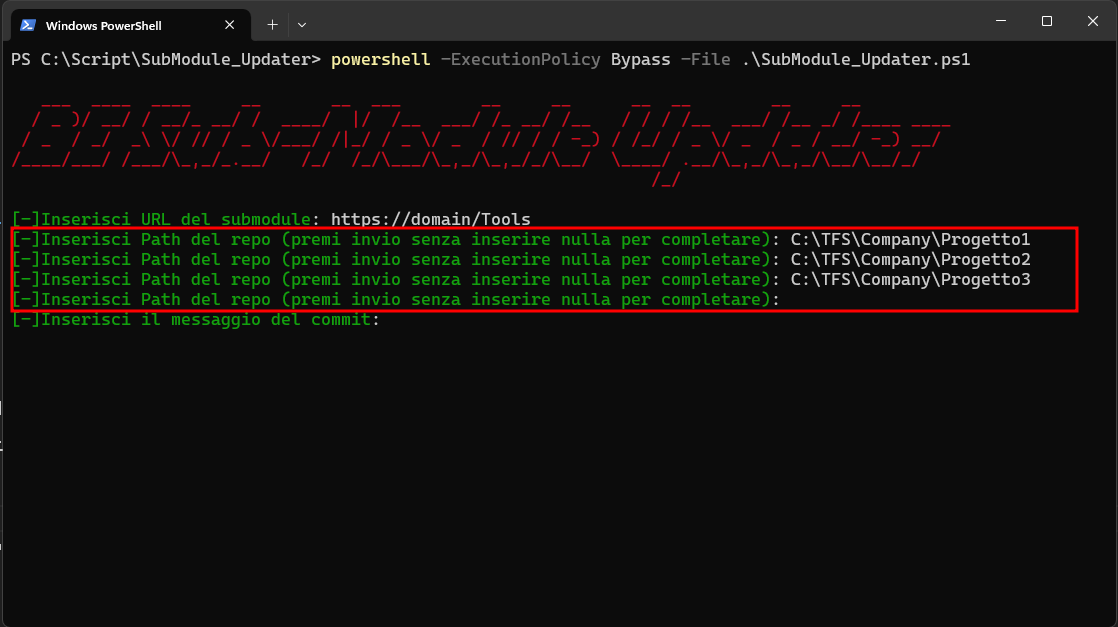 Windows PowerShell
PS C:\Script\SubModule_Updater> powershell -ExecutionPolicy Bypass -File .\SubModule_Updater.ps1
[-]Inserisci URL del submodule: https://domain/Tools
[-]Inserisci Path del repo (premi invio senza inserire nulla per completare): C:\TFS\Company\Progetto1
[-]Inserisci Path del repo (premi invio senza inserire nulla per completare): C:\TFS\Company\Progetto2
[-]Inserisci Path del repo (premi invio senza inserire nulla per completare): C:\TFS\Company\Progetto3
[-]Inserisci Path del repo (premi invio senza inserire nulla per completare):
[-]Inserisci il messaggio del commit: